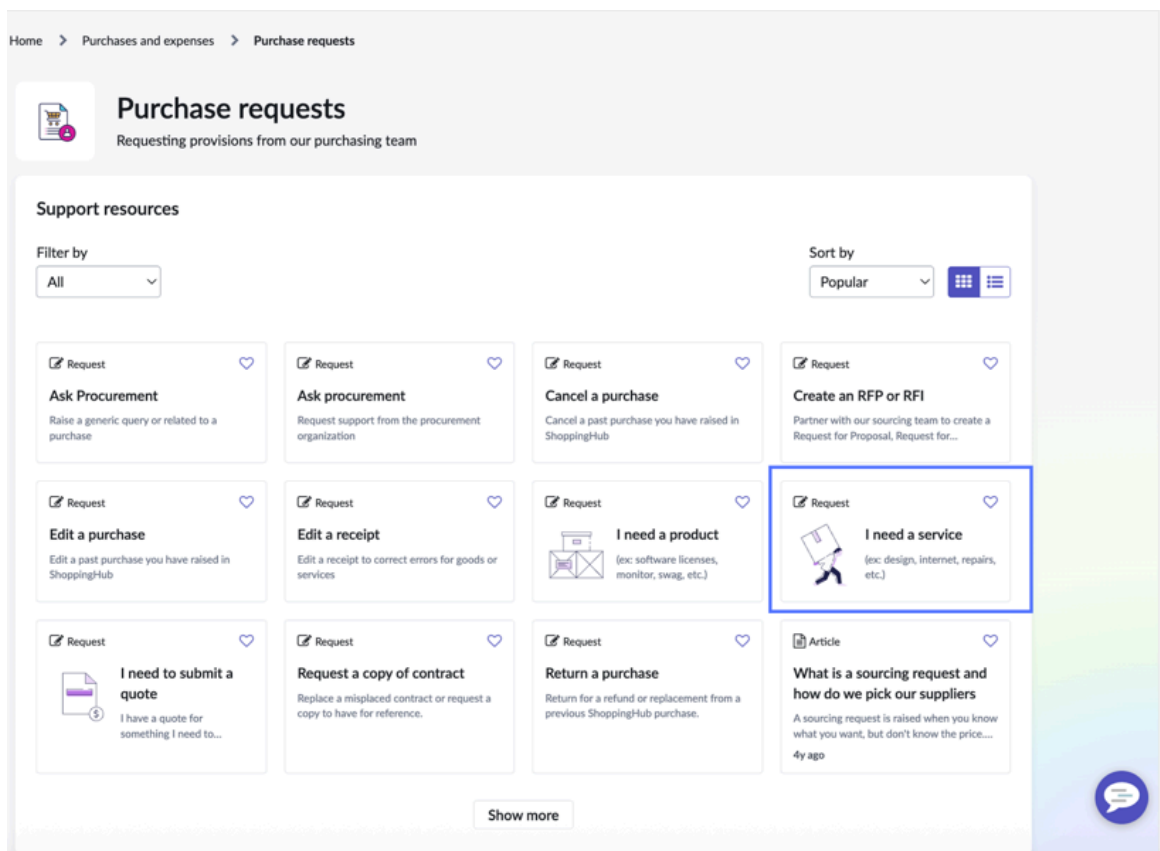 Home > Purchases and expenses > Purchase requests
Purchase requests
Requesting provisions from our purchasing team
Support resources
Filter by
All
Sort by
Popular
Request
Ask Procurement
Raise a generic query or related to a
purchase
Request
Ask procurement
Request support from the procurement
organization
Request
Cancel a purchase
Cancel a past purchase you have raised in
ShoppingHub
Request
Create an RFP or RFI
Partner with our sourcing team to create a
Request for Proposal, Request for...
Request
Edit a purchase
Edit a past purchase you have raised in
ShoppingHub
Request
Edit a receipt
Edit a receipt to correct errors for goods or
services
Request
I need a product
(ex: software licenses,
monitor, swag, etc.)
Request
I need a service
(ex: design, internet, repairs,
etc.)
Request
I need to submit a
quote
I have a quote for
something I need to...
Request
Request a copy of contract
Replace a misplaced contract or request a
copy to have for reference.
Request
Return a purchase
Return for a refund or replacement from a
previous ShoppingHub purchase.
Article
What is a sourcing request and
how do we pick our suppliers
A sourcing request is raised when you know
what you want, but don't know the price....
4y ago
Show more